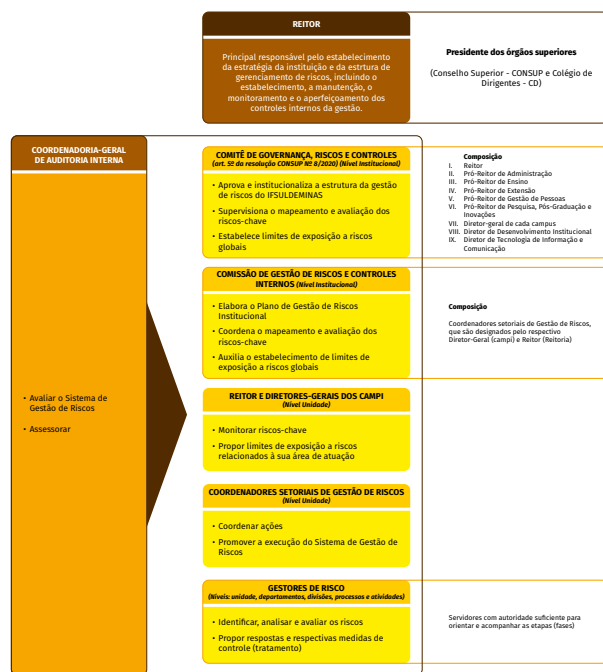 REITOR
Principal responsável pelo estabelecimento
da estratégia da instituição e da estrtura de
gerenciamento de riscos, incluindo o
estabelecimento, a manutenção, o
monitoramento e o aperfeiçoamento dos
controles internos da gestão.
Presidente dos órgãos superiores
(Conselho Superior - CONSUP e Colégio de
Dirigentes - CD)
COORDENADORIA-GERAL
DE AUDITORIA INTERNA
• Avaliar o Sistema de
Gestão de Riscos
• Assessorar
COMITÊ DE GOVERNANÇA, RISCOS E CONTROLES
(art. 5º da resolução CONSUP Nº 8/2020) (Nível Institucional)
• Aprova e institucionaliza a estrutura da gestão
de riscos do IFSULDEMINAS
• Supervisiona o mapeamento e avaliação dos
riscos-chave
• Estabelece limites de exposição a riscos
globais
Composição
I. Reitor
II. Pró-Reitor de Administração
III. Pró-Reitor de Ensino
IV. Pró-Reitor de Extensão
V. Pró-Reitor de Gestão de Pessoas
VI. Pró-Reitor de Pesquisa, Pós-Graduação e
Inovações
VII. Diretor-geral de cada campus
VIII. Diretor de Desenvolvimento Institucional
IX. Diretor de Tecnologia de Informação e
Comunicação
COMISSÃO DE GESTÃO DE RISCOS E CONTROLES
INTERNOS (Nível Institucional)
• Elabora o Plano de Gestão de Riscos
Institucional
• Coordena o mapeamento e avaliação dos
riscos-chave
• Auxilia o estabelecimento de limites de
exposição a riscos globais
Composição
Coordenadores setoriais de Gestão de Riscos,
que são designados pelo respectivo
Diretor-Geral (campi) e Reitor (Reitoria)
REITOR E DIRETORES-GERAIS DOS CAMPI
(Nível Unidade)
• Monitorar riscos-chave
• Propor limites de exposição a riscos
relacionados à sua área de atuação
COORDENADORES SETORIAIS DE GESTÃO DE RISCOS
(Nível Unidade)
• Coordenar ações
• Promover a execução do Sistema de Gestão de
Riscos
GESTORES DE RISCO
(Níveis: unidade, departamentos, divisões, processos e atividades)
• Identificar, analisar e avaliar os riscos
• Propor respostas e respectivas medidas de
controle (tratamento)
Servidores com autoridade suficiente para
orientar e acompanhar as etapas (fases)